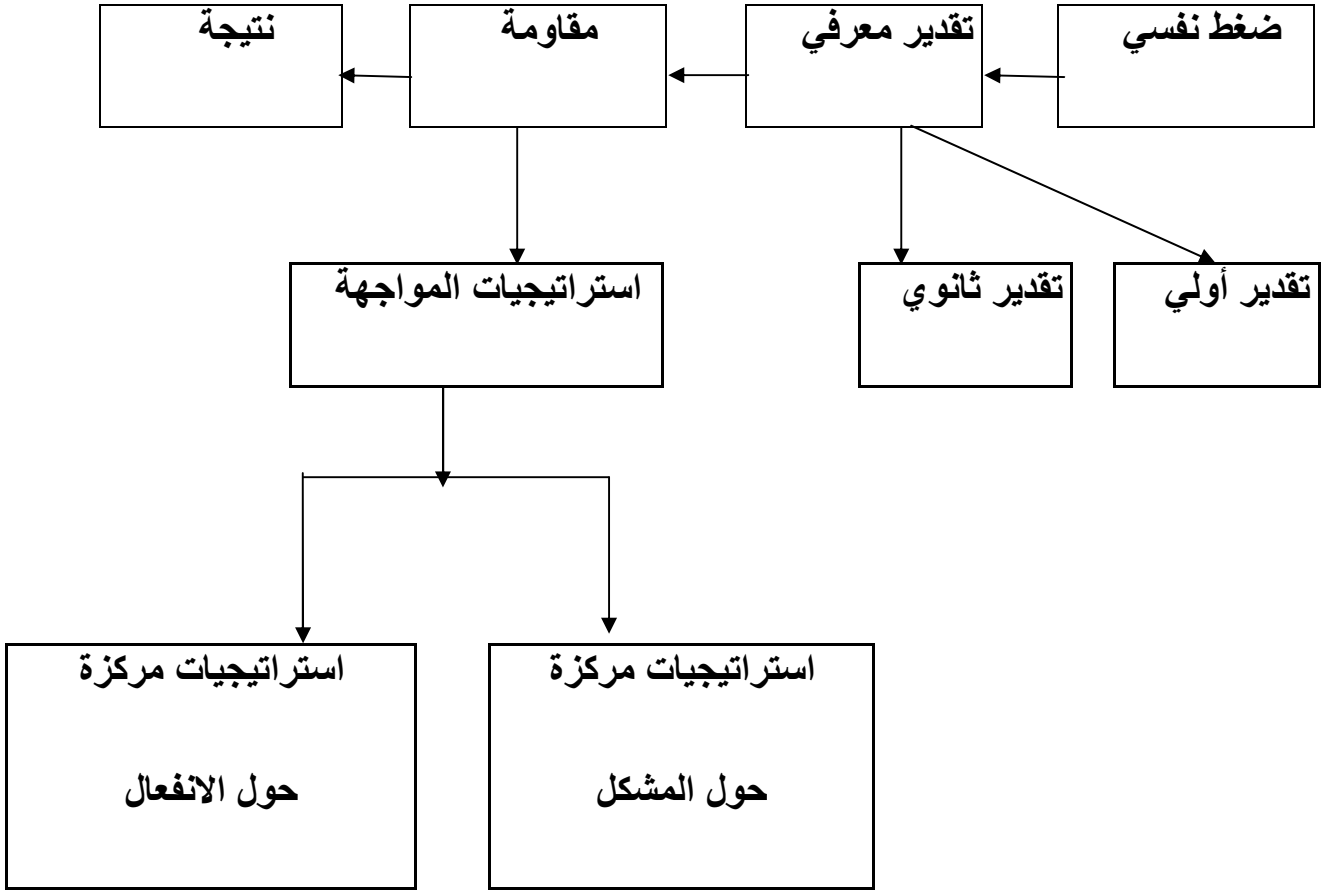 ضغط نفسي
تقدير معرفي
مقاومة
نتيجة
تقدير أولي
تقدير ثانوي
استراتيجيات المواجهة
استراتيجيات مركزة
حول المشكل
استراتيجيات مركزة
حول الانفعال